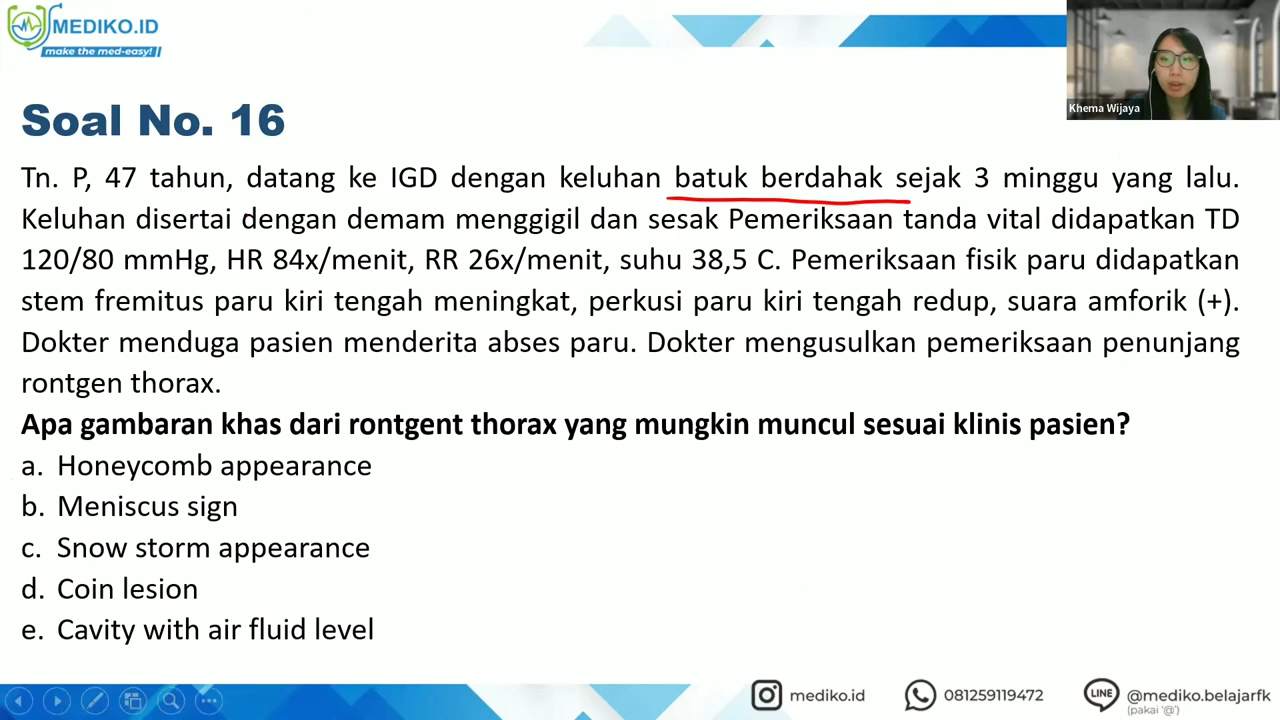 MEDIKO.ID
make the med-easy!
Khema Wijaya
Soal No. 16
Tn. P, 47 tahun, datang ke IGD dengan keluhan batuk berdahak sejak 3 minggu yang lalu.
Keluhan disertai dengan demam menggigil dan sesak Pemeriksaan tanda vital didapatkan TD
120/80 mmHg, HR 84x/menit, RR 26x/menit, suhu 38,5 C. Pemeriksaan fisik paru didapatkan
stem fremitus paru kiri tengah meningkat, perkusi paru kiri tengah redup, suara amforik (+).
Dokter menduga pasien menderita abses paru. Dokter mengusulkan pemeriksaan penunjang
rontgen thorax.
Apa gambaran khas dari rontgent thorax yang mungkin muncul sesuai klinis pasien?
a. Honeycomb appearance
b. Meniscus sign
c. Snow storm appearance
d. Coin lesion
e. Cavity with air fluid level
mediko.id
081259119472
LINE
@mediko.belajarfk
(pakai '@')